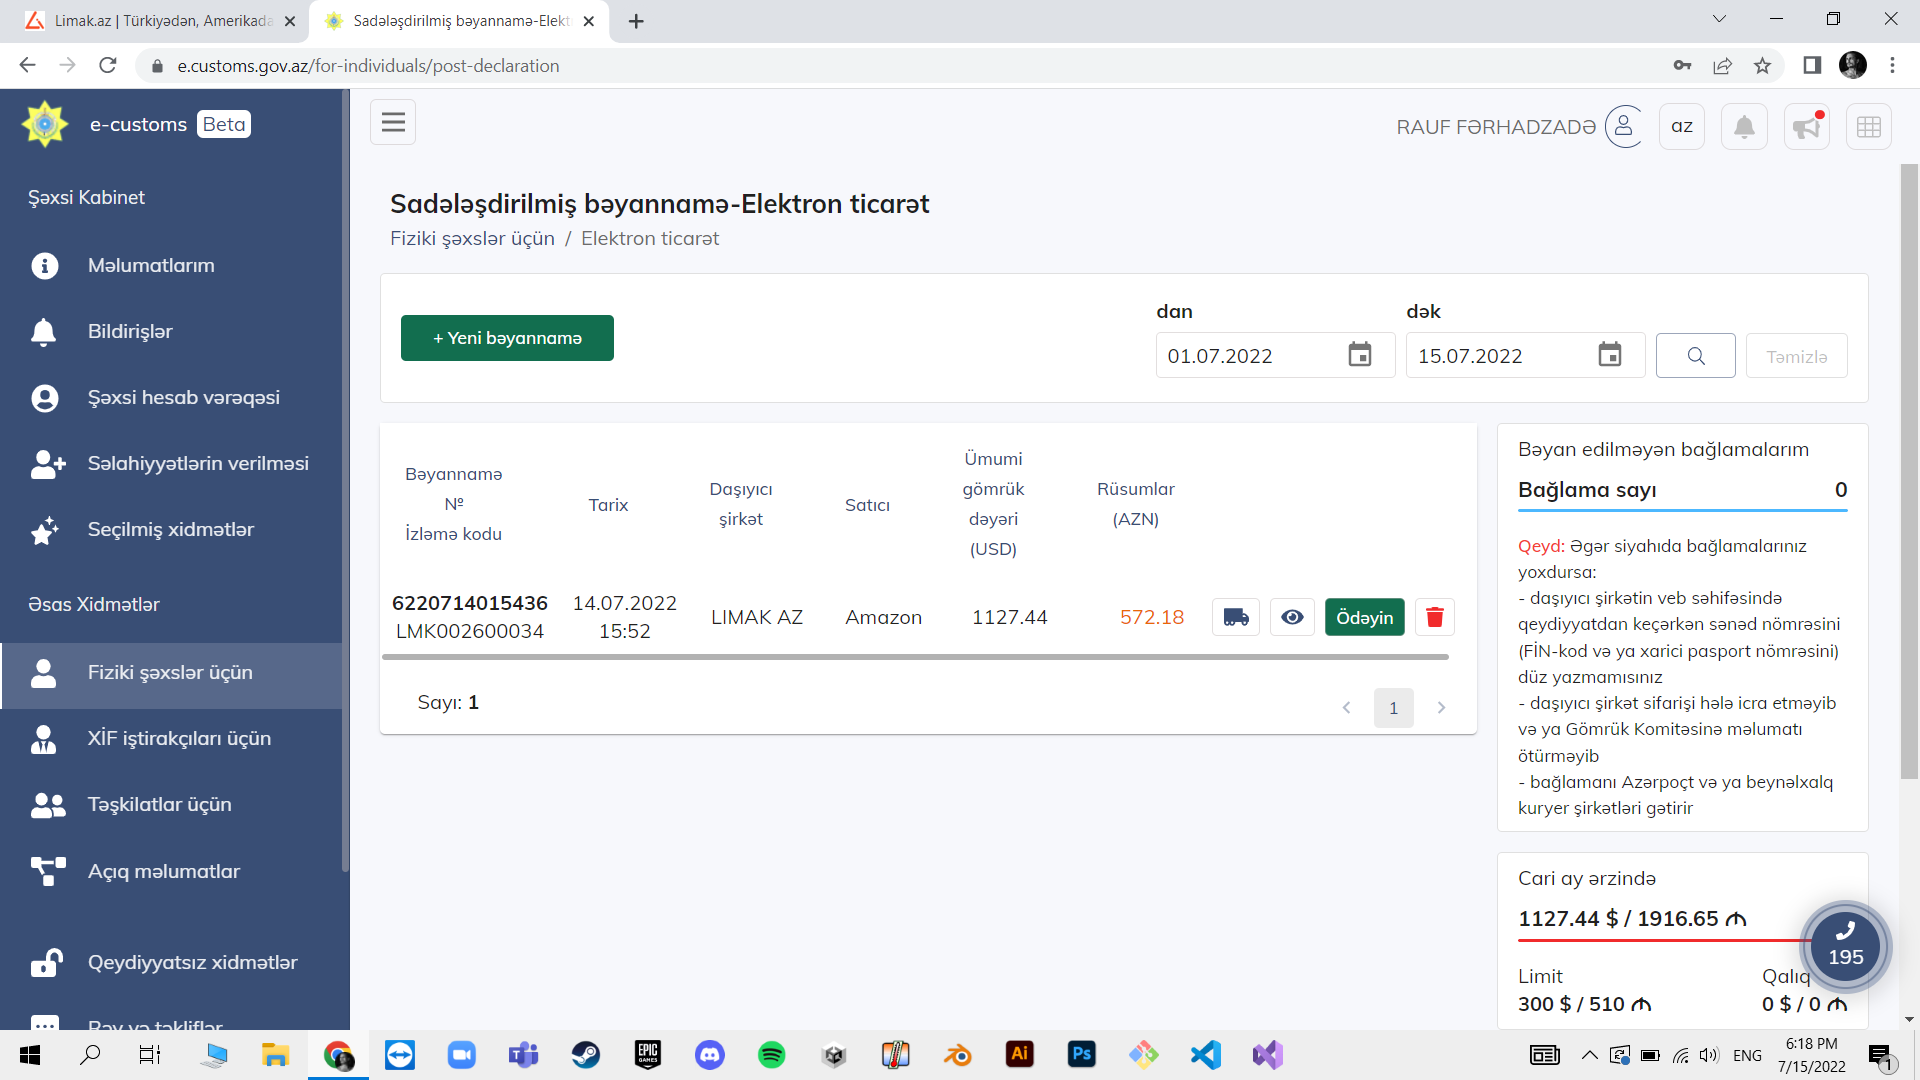 Limak.az | Türkiyədən, Amerikada
Sadələşdirilmiş bəyannamə-Elekt
e.customs.gov.az/for-individuals/post-declaration
e-customs Beta
RAUF FƏRHADZADƏ
az
Şəxsi Kabinet
Məlumatlarım
Bildirişlər
Şəxsi hesab vərəqəsi
Səlahiyyətlərin verilməsi
Seçilmiş xidmətlər
Əsas Xidmətlər
Fiziki şəxslər üçün
XİF iştirakçıları üçün
Təşkilatlar üçün
Açıq məlumatlar
Qeydiyyatsız xidmətlər
Rəy və təkliflər
Sadələşdirilmiş bəyannamə-Elektron ticarət
Fiziki şəxslər üçün / Elektron ticarət
+ Yeni bəyannamə
dan
01.07.2022
dək
15.07.2022
Təmizlə
Bəyannamə
№
İzləmə kodu
Tarix
Daşıyıcı
şirkət
Satıcı
Ümumi
gömrük
dəyəri
(USD)
Rüsumlar
(AZN)
6220714015436
LMK002600034
14.07.2022
15:52
LIMAK AZ
Amazon
1127.44
572.18
Ödəyin
Sayı: 1
1
Bəyan edilməyən bağlamalarım
Bağlama sayı 0
Qeyd: Əgər siyahıda bağlamalarınız
yoxdursa:
- daşıyıcı şirkətin veb səhifəsində
qeydiyyatdan keçərkən sənəd nömrəsini
(FİN-kod və ya xarici pasport nömrəsini)
düz yazmamısınız
- daşıyıcı şirkət sifarişi hələ icra etməyib
və ya Gömrük Komitəsinə məlumatı
ötürməyib
- bağlamanı Azərpoçt və ya beynəlxalq
kuryer şirkətləri gətirir
Cari ay ərzində
1127.44 $ / 1916.65 ₼
195
Limit
300 $ / 510 ₼
Qalıq
0 $ / 0 ₼
EPIC
GAMES
Ai
Ps
ENG
6:18 PM
7/15/2022
1